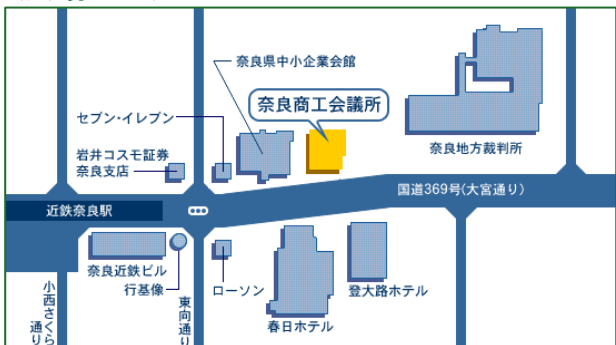 奈良県中小企業会館
奈良商工会議所
セブン・イレブン
岩井コスモ証券
奈良支店
奈良地方裁判所
国道369号(大宮通り)
近鉄奈良駅
奈良近鉄ビル
行基像
ローソン
登大路ホテル
春日ホテル
小西さくら
通り
東向通り